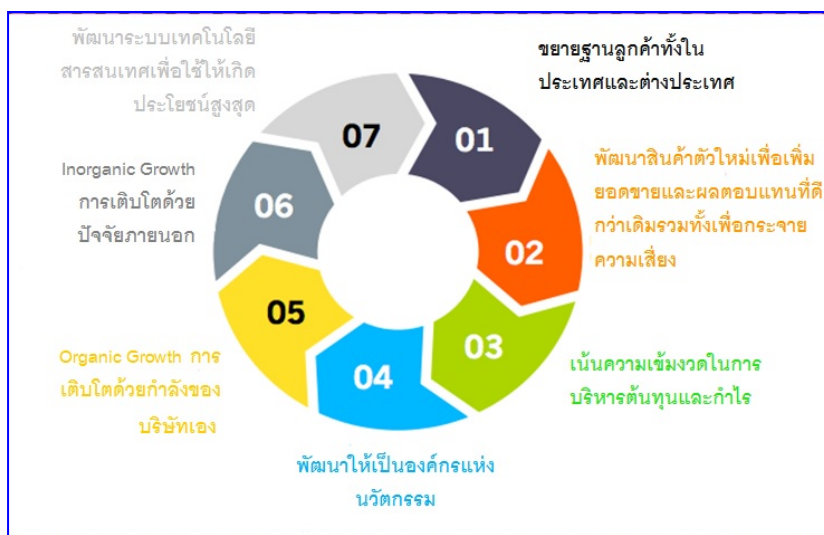 01
ขยายฐานลูกค้าทั้งใน
ประเทศและต่างประเทศ
02
พัฒนาสินค้าตัวใหม่เพื่อเพิ่ม
ยอดขายและผลตอบแทนที่ดี
กว่าเดิมรวมทั้งเพื่อกระจาย
ความเสี่ยง
03
เน้นความเข้มงวดในการ
บริหารต้นทุนและกำไร
04
พัฒนาให้เป็นองค์กรแห่ง
นวัตกรรม
05
Organic Growth การ
เติบโตด้วยกำลังของ
บริษัทเอง
06
Inorganic Growth
การเติบโตด้วย
ปัจจัยภายนอก
07
พัฒนาระบบเทคโนโลยี
สารสนเทศเพื่อใช้ให้เกิด
ประโยชน์สูงสุด